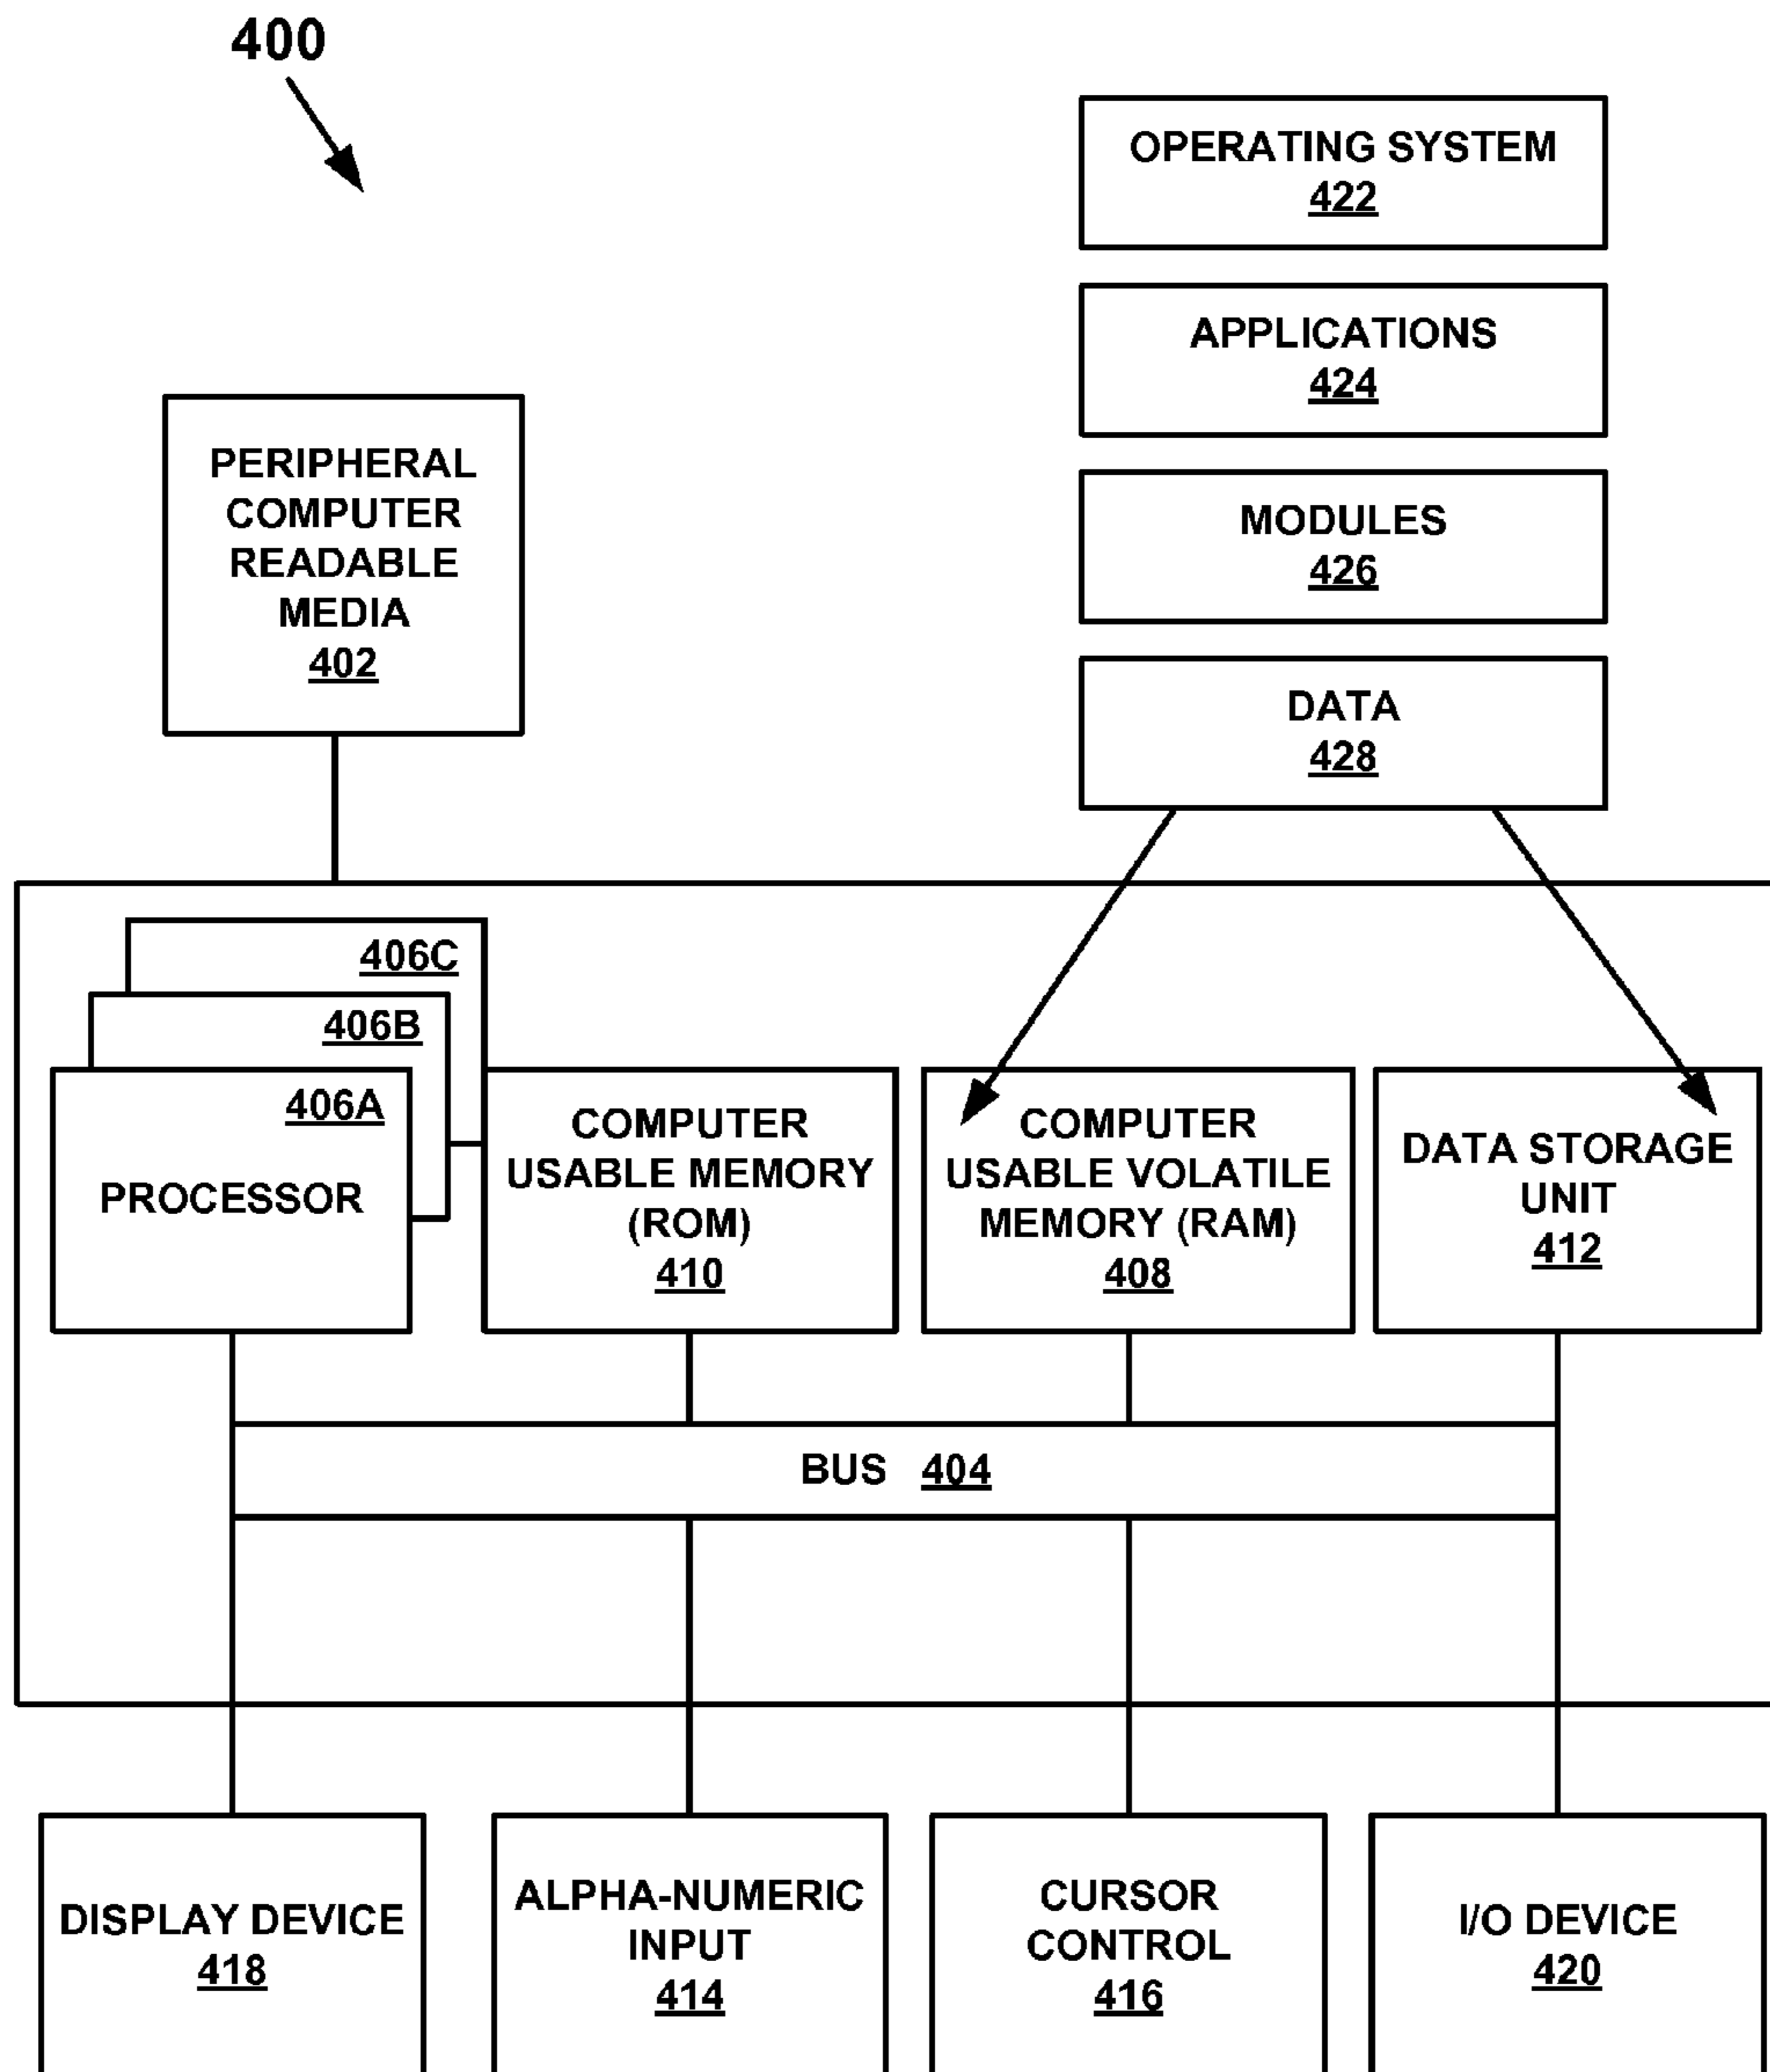 400
OPERATING SYSTEM
422
APPLICATIONS
424
MODULES
426
DATA
428
PERIPHERAL
COMPUTER
READABLE
MEDIA
402
406C
406B
406A
PROCESSOR
COMPUTER
USABLE MEMORY
(ROM)
410
COMPUTER
USABLE VOLATILE
MEMORY (RAM)
408
DATA STORAGE
UNIT
412
BUS 404
DISPLAY DEVICE
418
ALPHA-NUMERIC
INPUT
414
CURSOR
CONTROL
416
I/O DEVICE
420